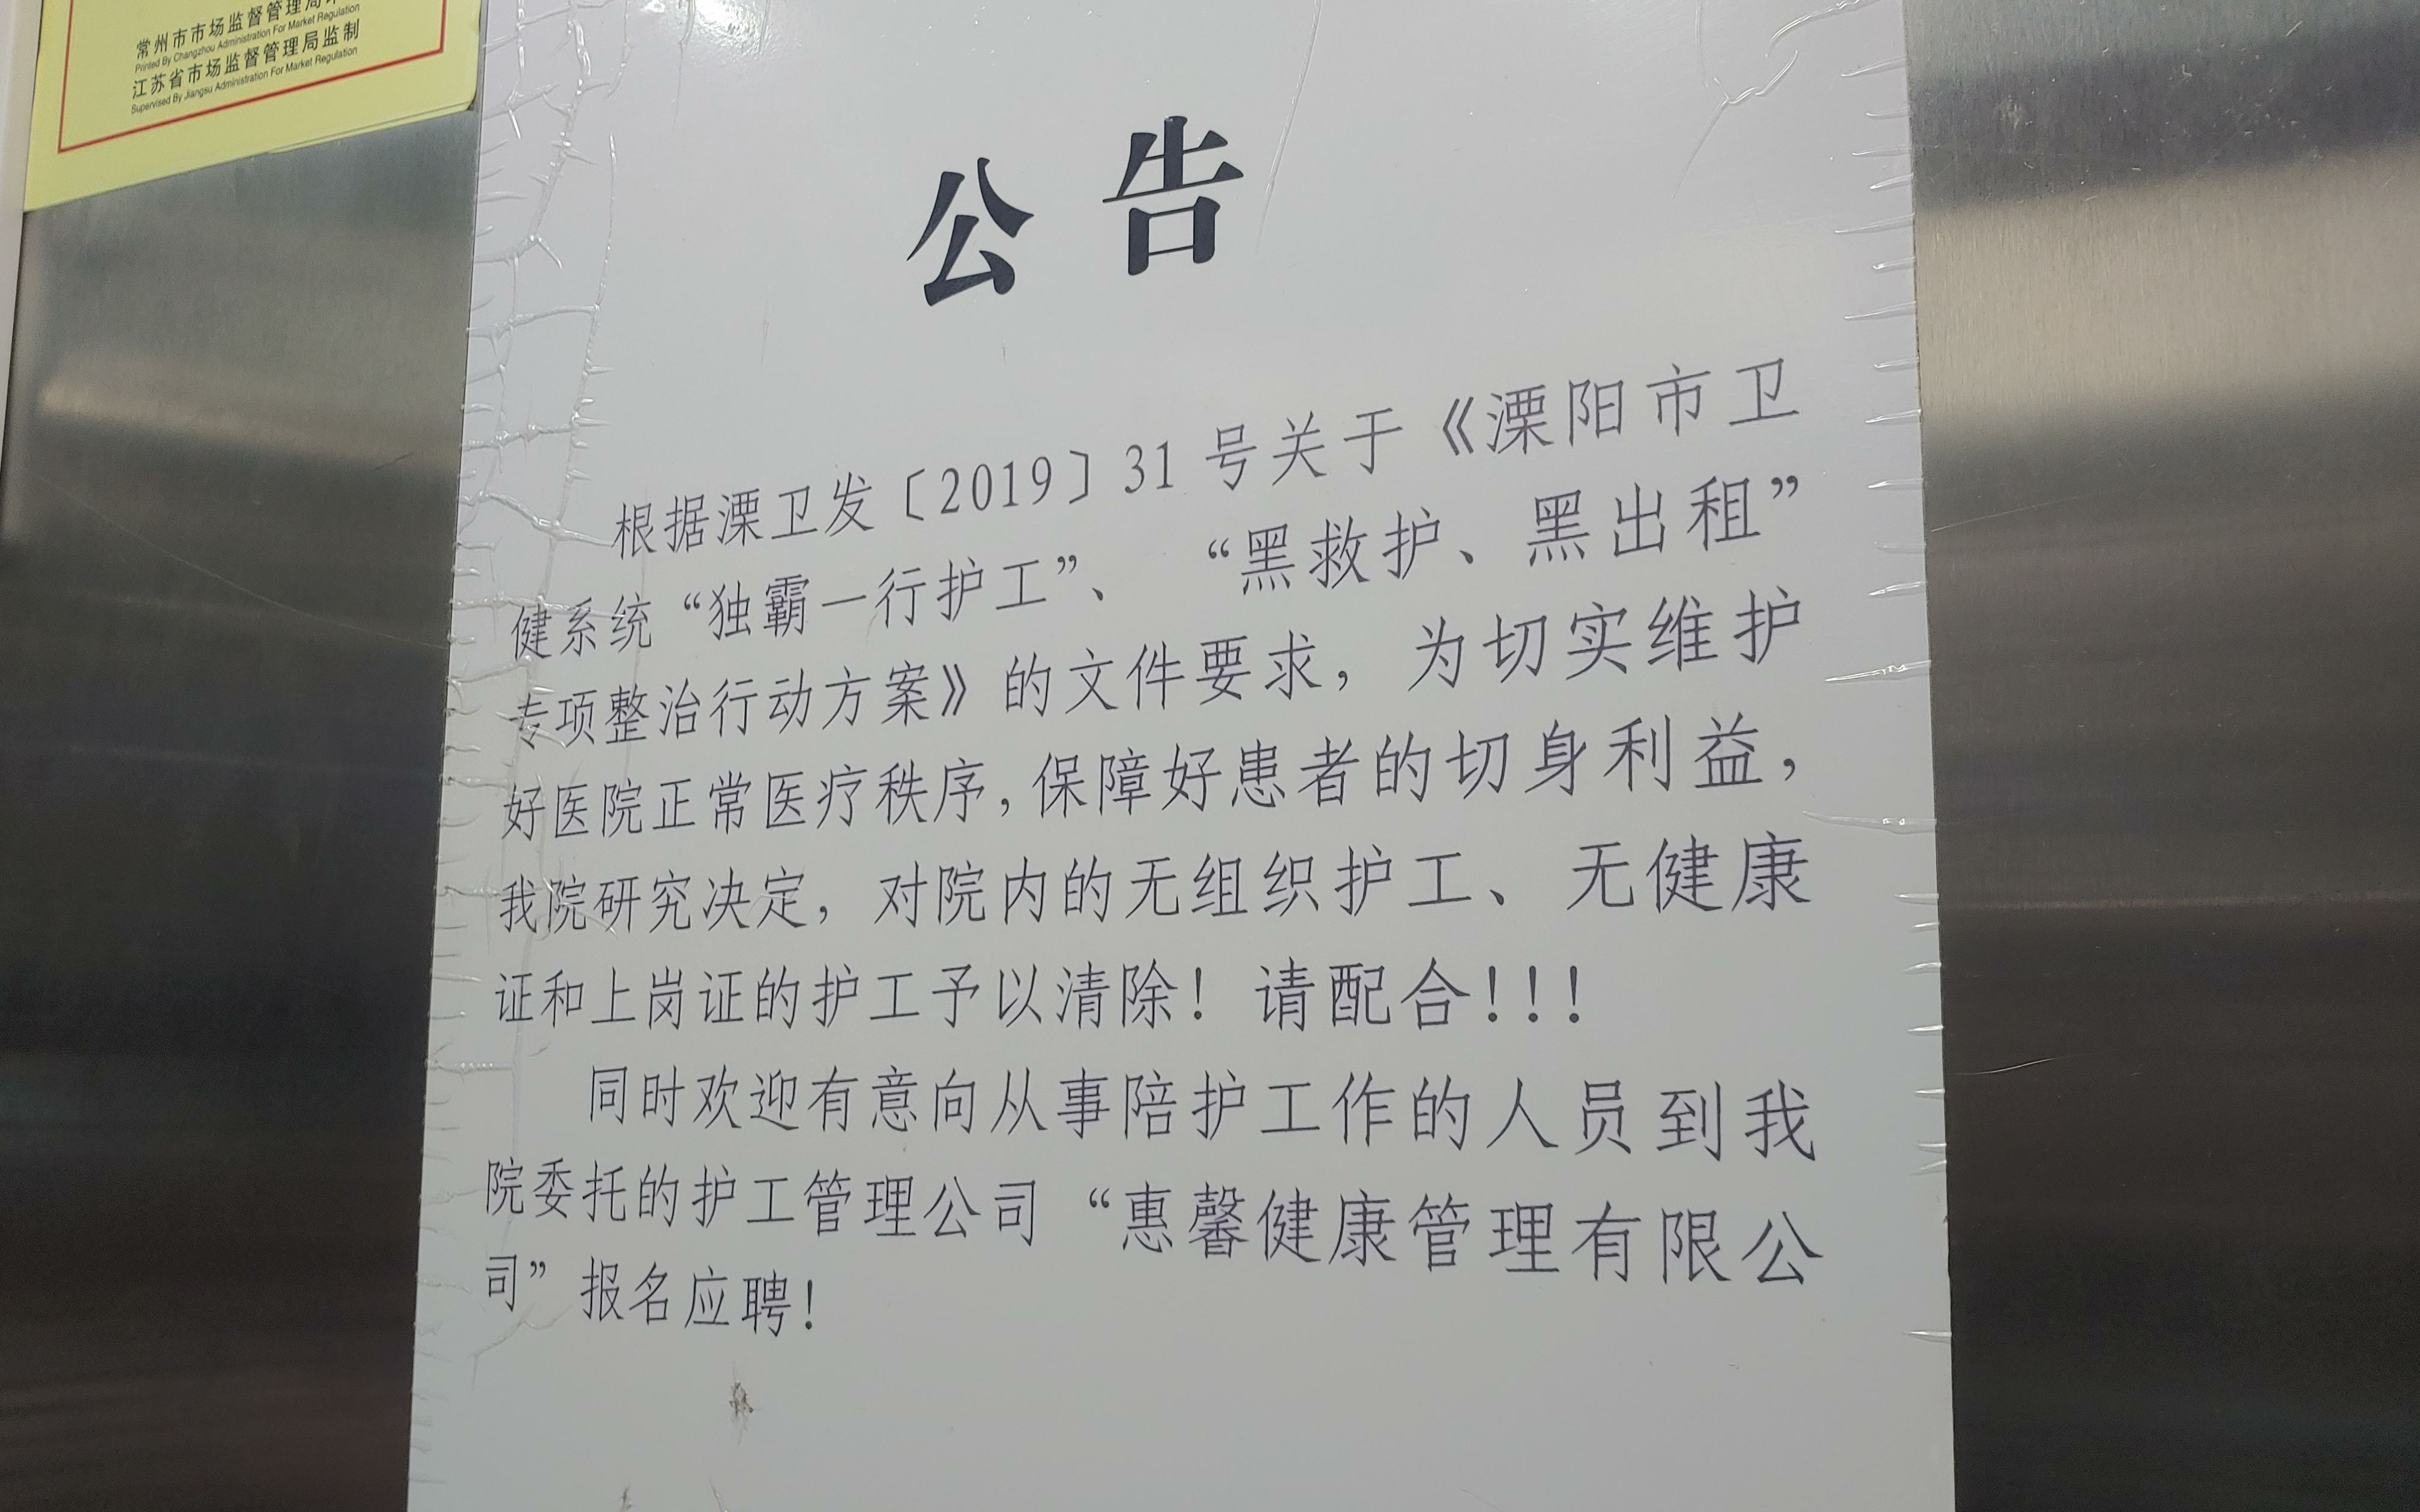 常州市市场监督管理局
Printed By Changzhou Administration For Market Regulation
江苏省市场监督管理局监制
Supervised By Jiangsu Administration For Market Regulation
公告
根据溧卫发〔2019〕31号关于《溧阳市卫
健系统“独霸一行护工”、“黑救护、黑出租”
专项整治行动方案》的文件要求，为切实维护
好医院正常医疗秩序,保障好患者的切身利益，
我院研究决定，对院内的无组织护工、无健康
证和上岗证的护工予以清除！请配合!!!
同时欢迎有意向从事陪护工作的人员到我
院委托的护工管理公司“惠馨健康管理有限公
司”报名应聘！